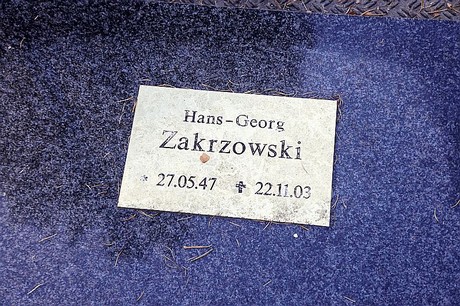 Hans-Georg
Zakrzowski
* 27.05.47 ✝ 22.11.03